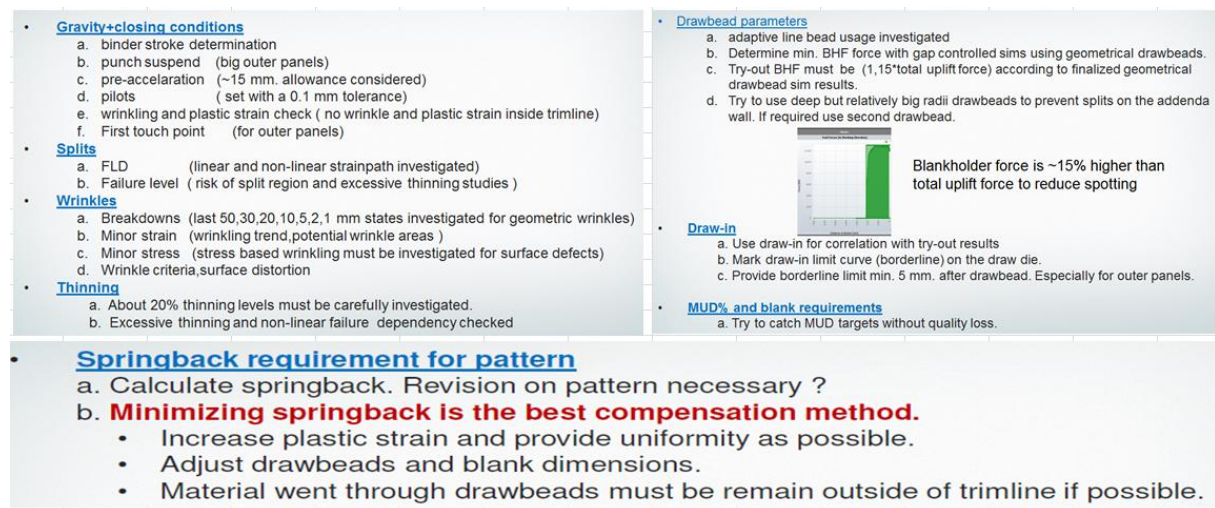 • Gravity+closing conditions
a. binder stroke determination
b. punch suspend (big outer panels)
c. pre-accelaration (~15 mm. allowance considered)
d. pilots ( set with a 0.1 mm tolerance)
e. wrinkling and plastic strain check ( no wrinkle and plastic strain inside trimline)
f. First touch point (for outer panels)
• Splits
a. FLD (linear and non-linear strainpath investigated)
b. Failure level ( risk of split region and excessive thinning studies )
• Wrinkles
a. Breakdowns (last 50,30,20,10,5,2,1 mm states investigated for geometric wrinkles)
b. Minor strain (wrinkling trend,potential wrinkle areas )
c. Minor stress (stress based wrinkling must be investigated for surface defects)
d. Wrinkle criteria,surface distortion
• Thinning
a. About 20% thinning levels must be carefully investigated.
b. Excessive thinning and non-linear failure dependency checked
• Drawbead parameters
a. adaptive line bead usage investigated
b. Determine min. BHF force with gap controlled sims using geometrical drawbeads.
c. Try-out BHF must be (1,15*total uplift force) according to finalized geometrical
drawbead sim results.
d. Try to use deep but relatively big radii drawbeads to prevent splits on the addenda
wall. If required use second drawbead.
Blankholder force is ~15% higher than
total uplift force to reduce spotting
• Draw-in
a. Use draw-in for correlation with try-out results
b. Mark draw-in limit curve (borderline) on the draw die.
c. Provide borderline limit min. 5 mm. after drawbead. Especially for outer panels.
• MUD% and blank requirements
a. Try to catch MUD targets without quality loss.
• Springback requirement for pattern
a. Calculate springback. Revision on pattern necessary ?
b. Minimizing springback is the best compensation method.
• Increase plastic strain and provide uniformity as possible.
• Adjust drawbeads and blank dimensions.
• Material went through drawbeads must be remain outside of trimline if possible.